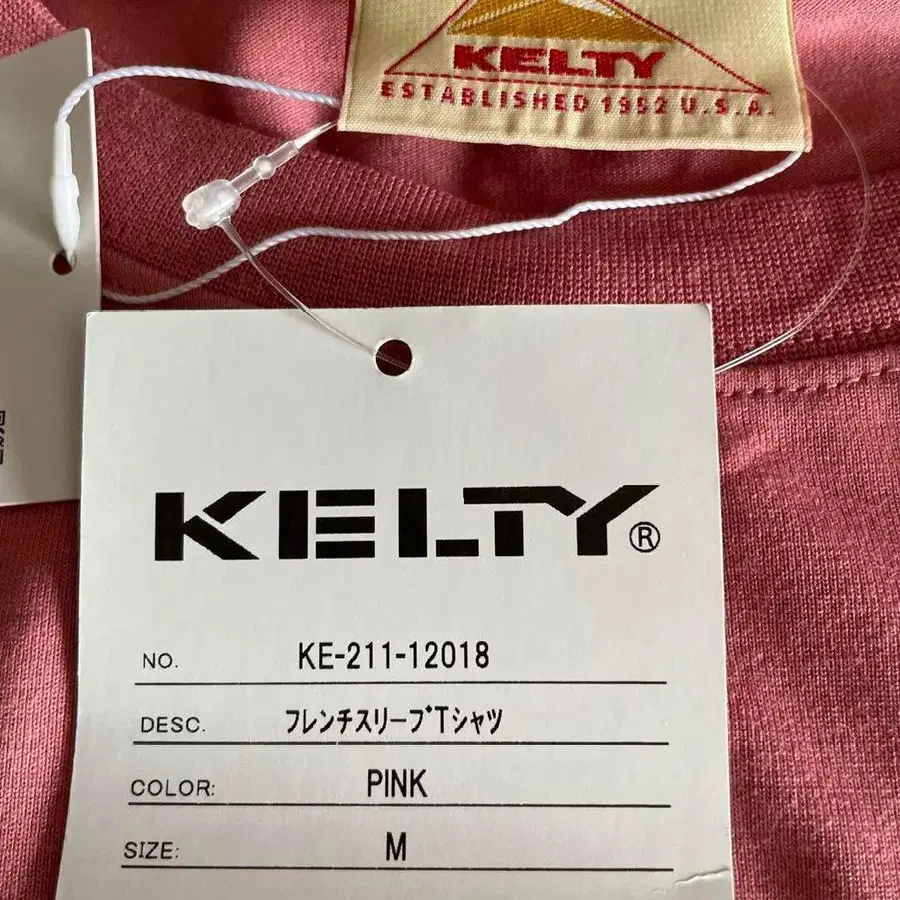 KELTY
ESTABLISHED 1952 U.S.A.
KELTY®
NO. KE-211-12018
DESC. フレンチスリーブTシャツ
COLOR: PINK
SIZE: M